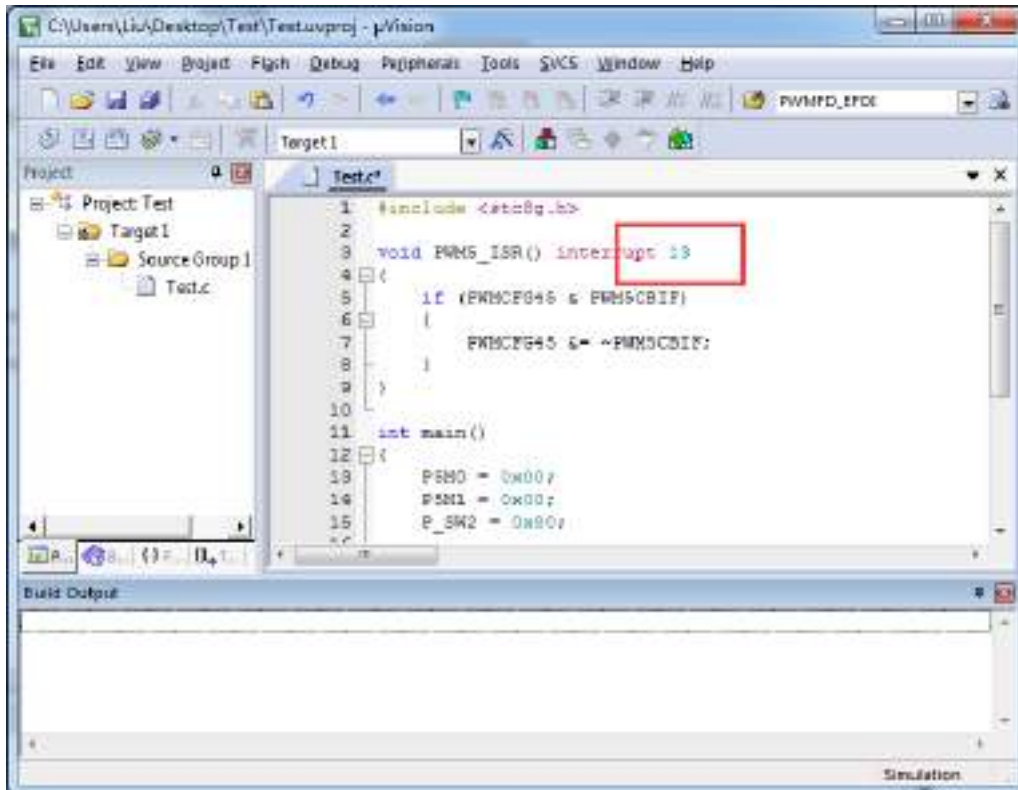 C:\Users\Liu\Desktop\Test\Test.uvproj - µVision
File Edit View Project Flash Debug Peripherals Tools SVCS Window Help
Target 1
Project
Test.c*
Project: Test
Target 1
Source Group 1
Test.c
1 #include <stc8g.h>
2
3 void PWM5_ISR() interrupt 13
4 {
5 if (PWMCFG45 & PWM5CBIF)
6 {
7 PWMCFG45 &= ~PWM5CBIF;
8 }
9 }
10
11 int main()
12 {
13 P5M0 = 0x00;
14 P5M1 = 0x00;
15 P_SW2 = 0x80;
Build Output
Simulation